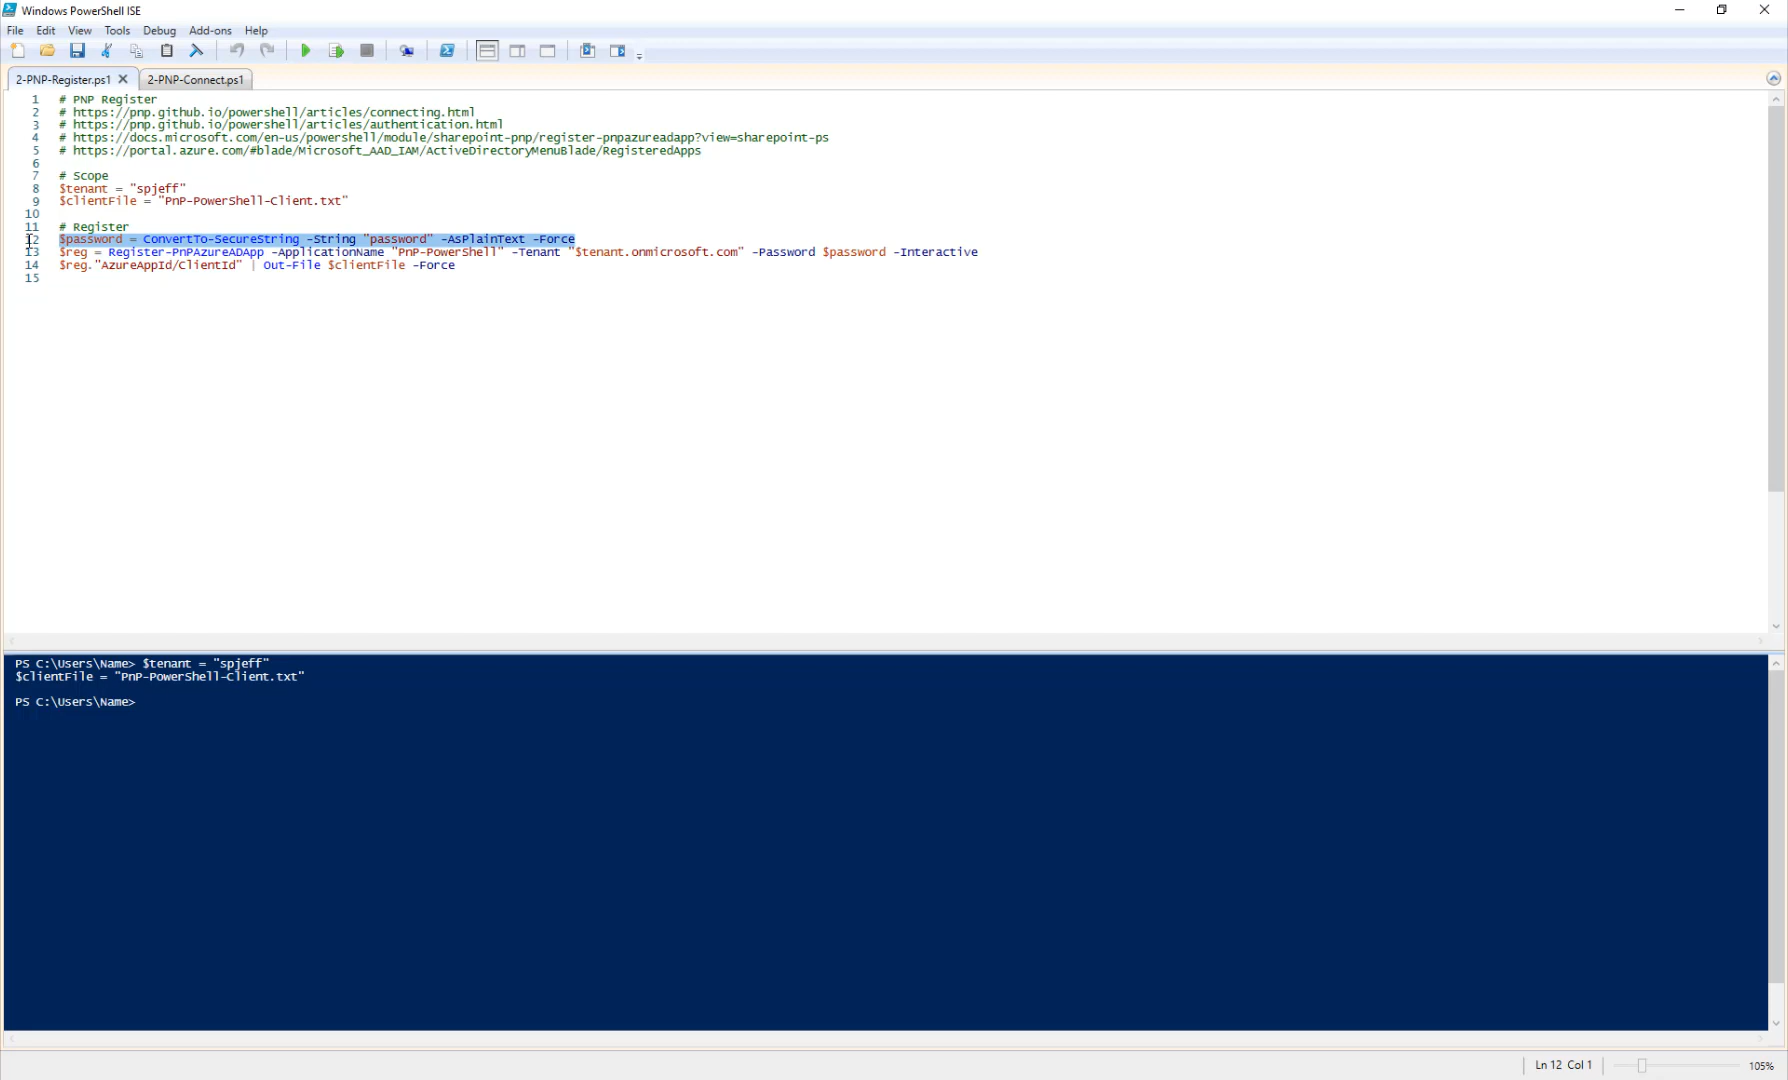 Windows PowerShell ISE
File Edit View Tools Debug Add-ons Help
2-PNP-Register.ps1 2-PNP-Connect.ps1
1 # PNP Register
2 # https://pnp.github.io/powershell/articles/connecting.html
3 # https://pnp.github.io/powershell/articles/authentication.html
4 # https://docs.microsoft.com/en-us/powershell/module/sharepoint-pnp/register-pnpazureadapp?view=sharepoint-ps
5 # https://portal.azure.com/#blade/Microsoft_AAD_IAM/ActiveDirectoryMenuBlade/RegisteredApps
6
7 # Scope
8 $tenant = "spjeff"
9 $clientFile = "PnP-PowerShell-Client.txt"
10
11 # Register
12 $password = ConvertTo-SecureString -String "password" -AsPlainText -Force
13 $reg = Register-PnPAzureADApp -ApplicationName "PnP-PowerShell" -Tenant "$tenant.onmicrosoft.com" -Password $password -Interactive
14 $reg."AzureAppId/ClientId" | Out-File $clientFile -Force
15
PS C:\Users\Name> $tenant = "spjeff"
$clientFile = "PnP-PowerShell-Client.txt"
PS C:\Users\Name>
Ln 12 Col 1 105%